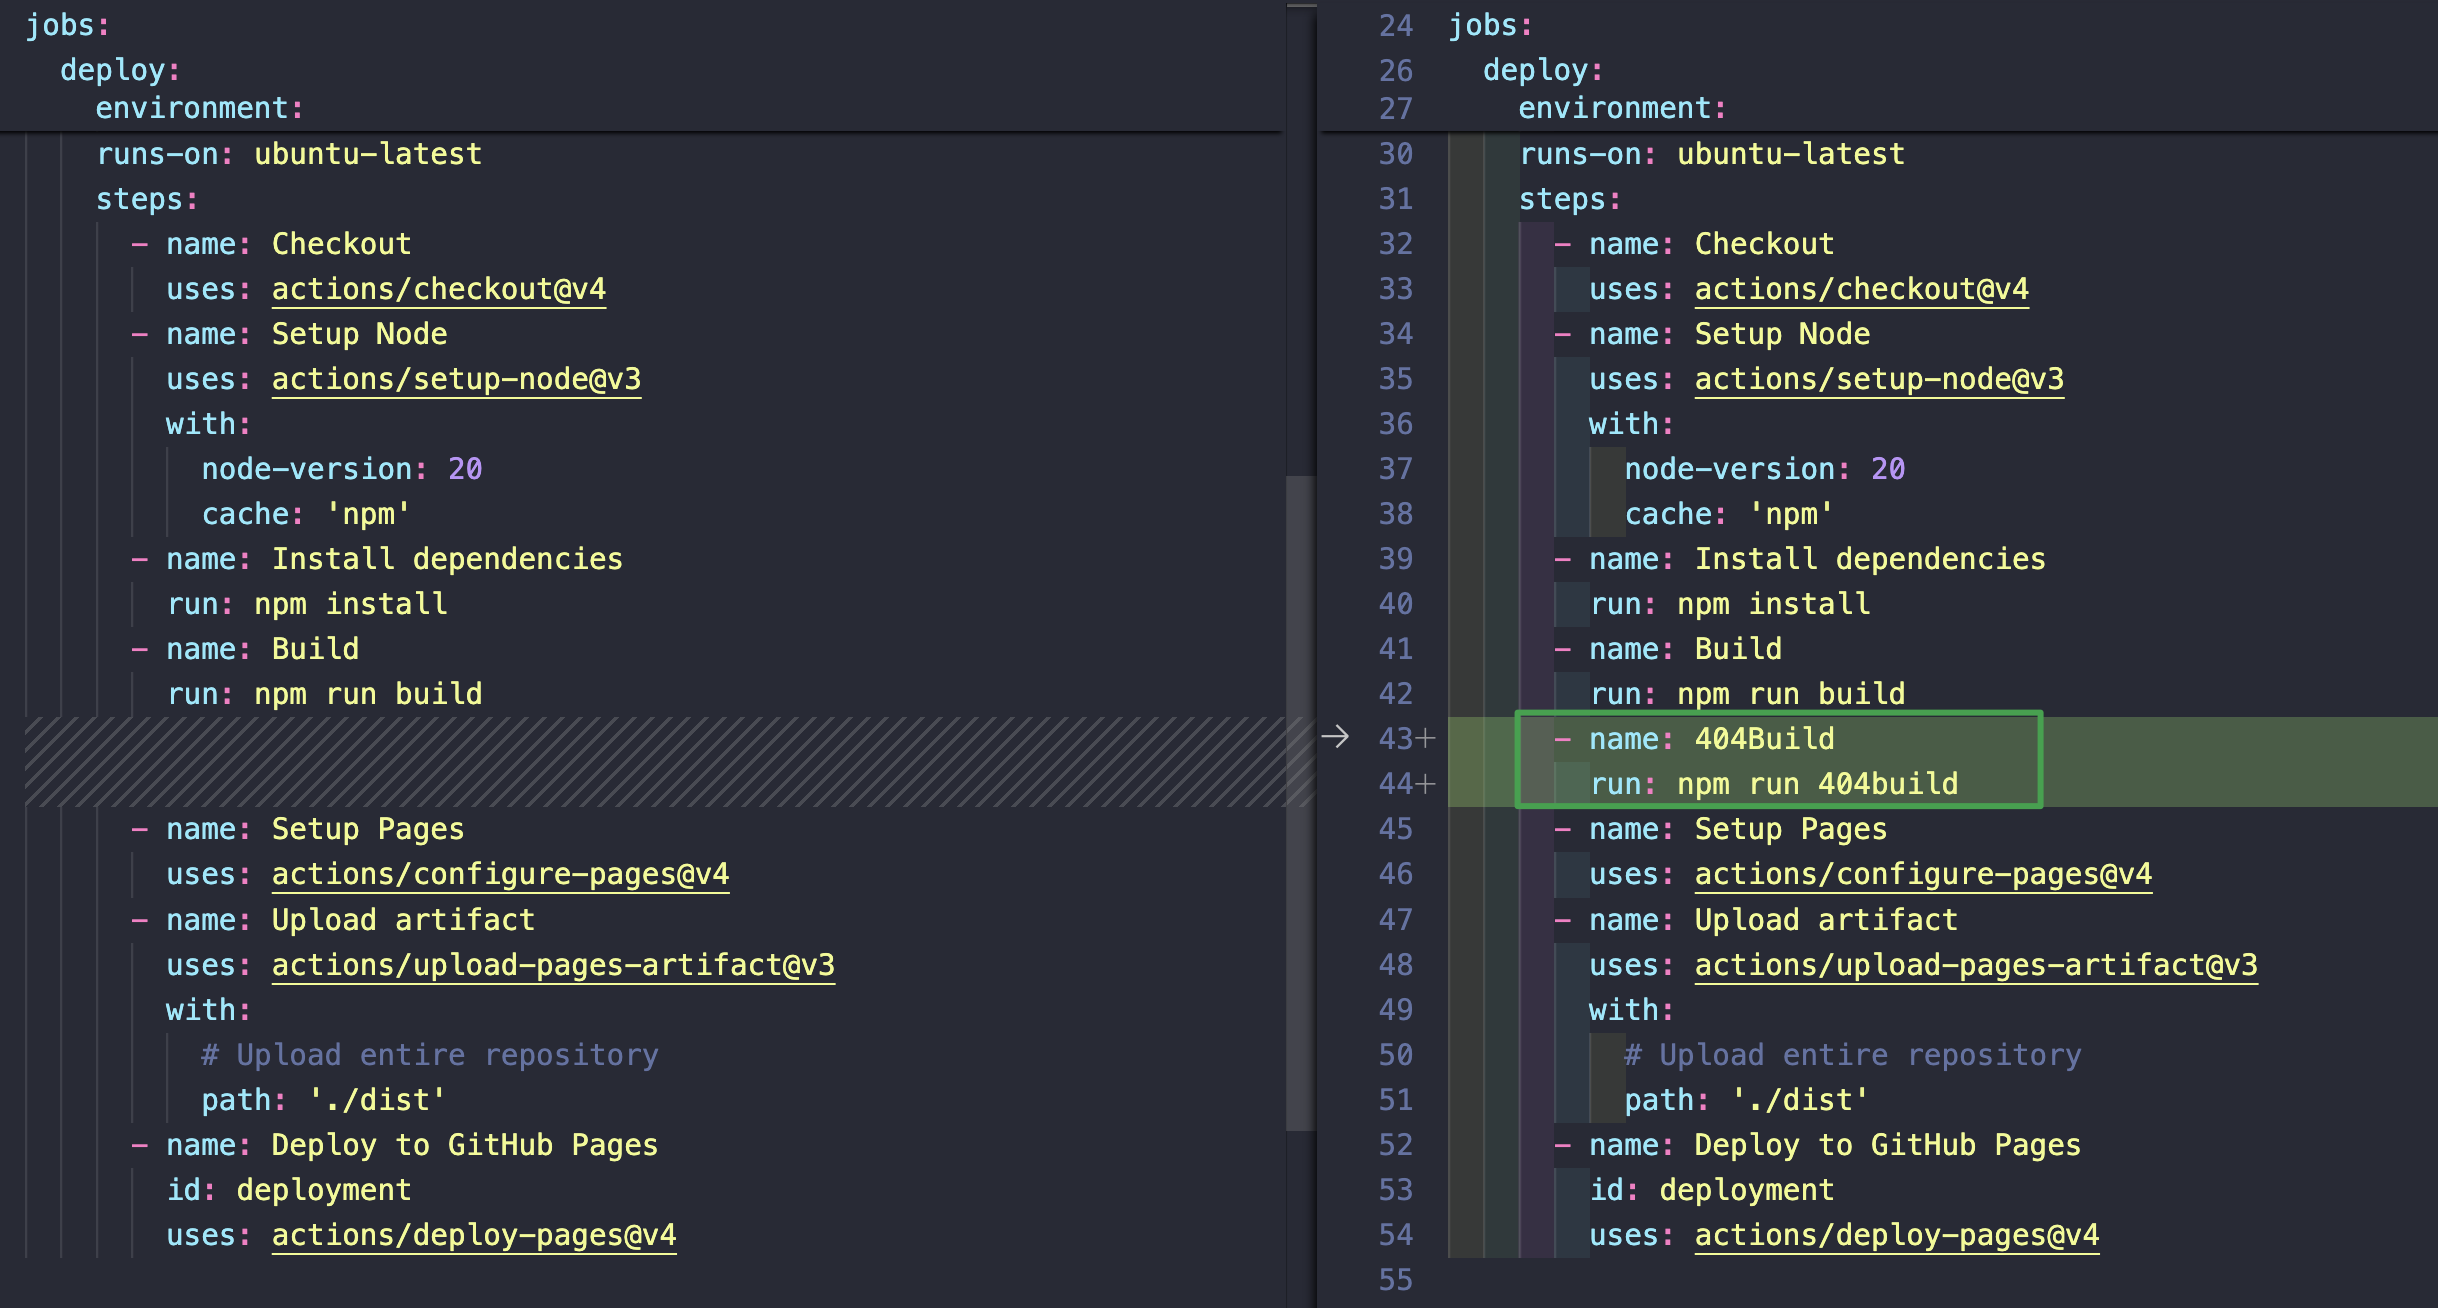 jobs:
  deploy:
    environment:
    runs-on: ubuntu-latest
    steps:
      - name: Checkout
        uses: actions/checkout@v4
      - name: Setup Node
        uses: actions/setup-node@v3
        with:
          node-version: 20
          cache: 'npm'
      - name: Install dependencies
        run: npm install
      - name: Build
        run: npm run build
      - name: Setup Pages
        uses: actions/configure-pages@v4
      - name: Upload artifact
        uses: actions/upload-pages-artifact@v3
        with:
          # Upload entire repository
          path: './dist'
      - name: Deploy to GitHub Pages
        id: deployment
        uses: actions/deploy-pages@v4
24 jobs:
26   deploy:
27     environment:
30     runs-on: ubuntu-latest
31     steps:
32       - name: Checkout
33         uses: actions/checkout@v4
34       - name: Setup Node
35         uses: actions/setup-node@v3
36         with:
37           node-version: 20
38           cache: 'npm'
39       - name: Install dependencies
40         run: npm install
41       - name: Build
42         run: npm run build
→ 43+       - name: 404Build
44+         run: npm run 404build
45       - name: Setup Pages
46         uses: actions/configure-pages@v4
47       - name: Upload artifact
48         uses: actions/upload-pages-artifact@v3
49         with:
50           # Upload entire repository
51           path: './dist'
52       - name: Deploy to GitHub Pages
53         id: deployment
54         uses: actions/deploy-pages@v4
55